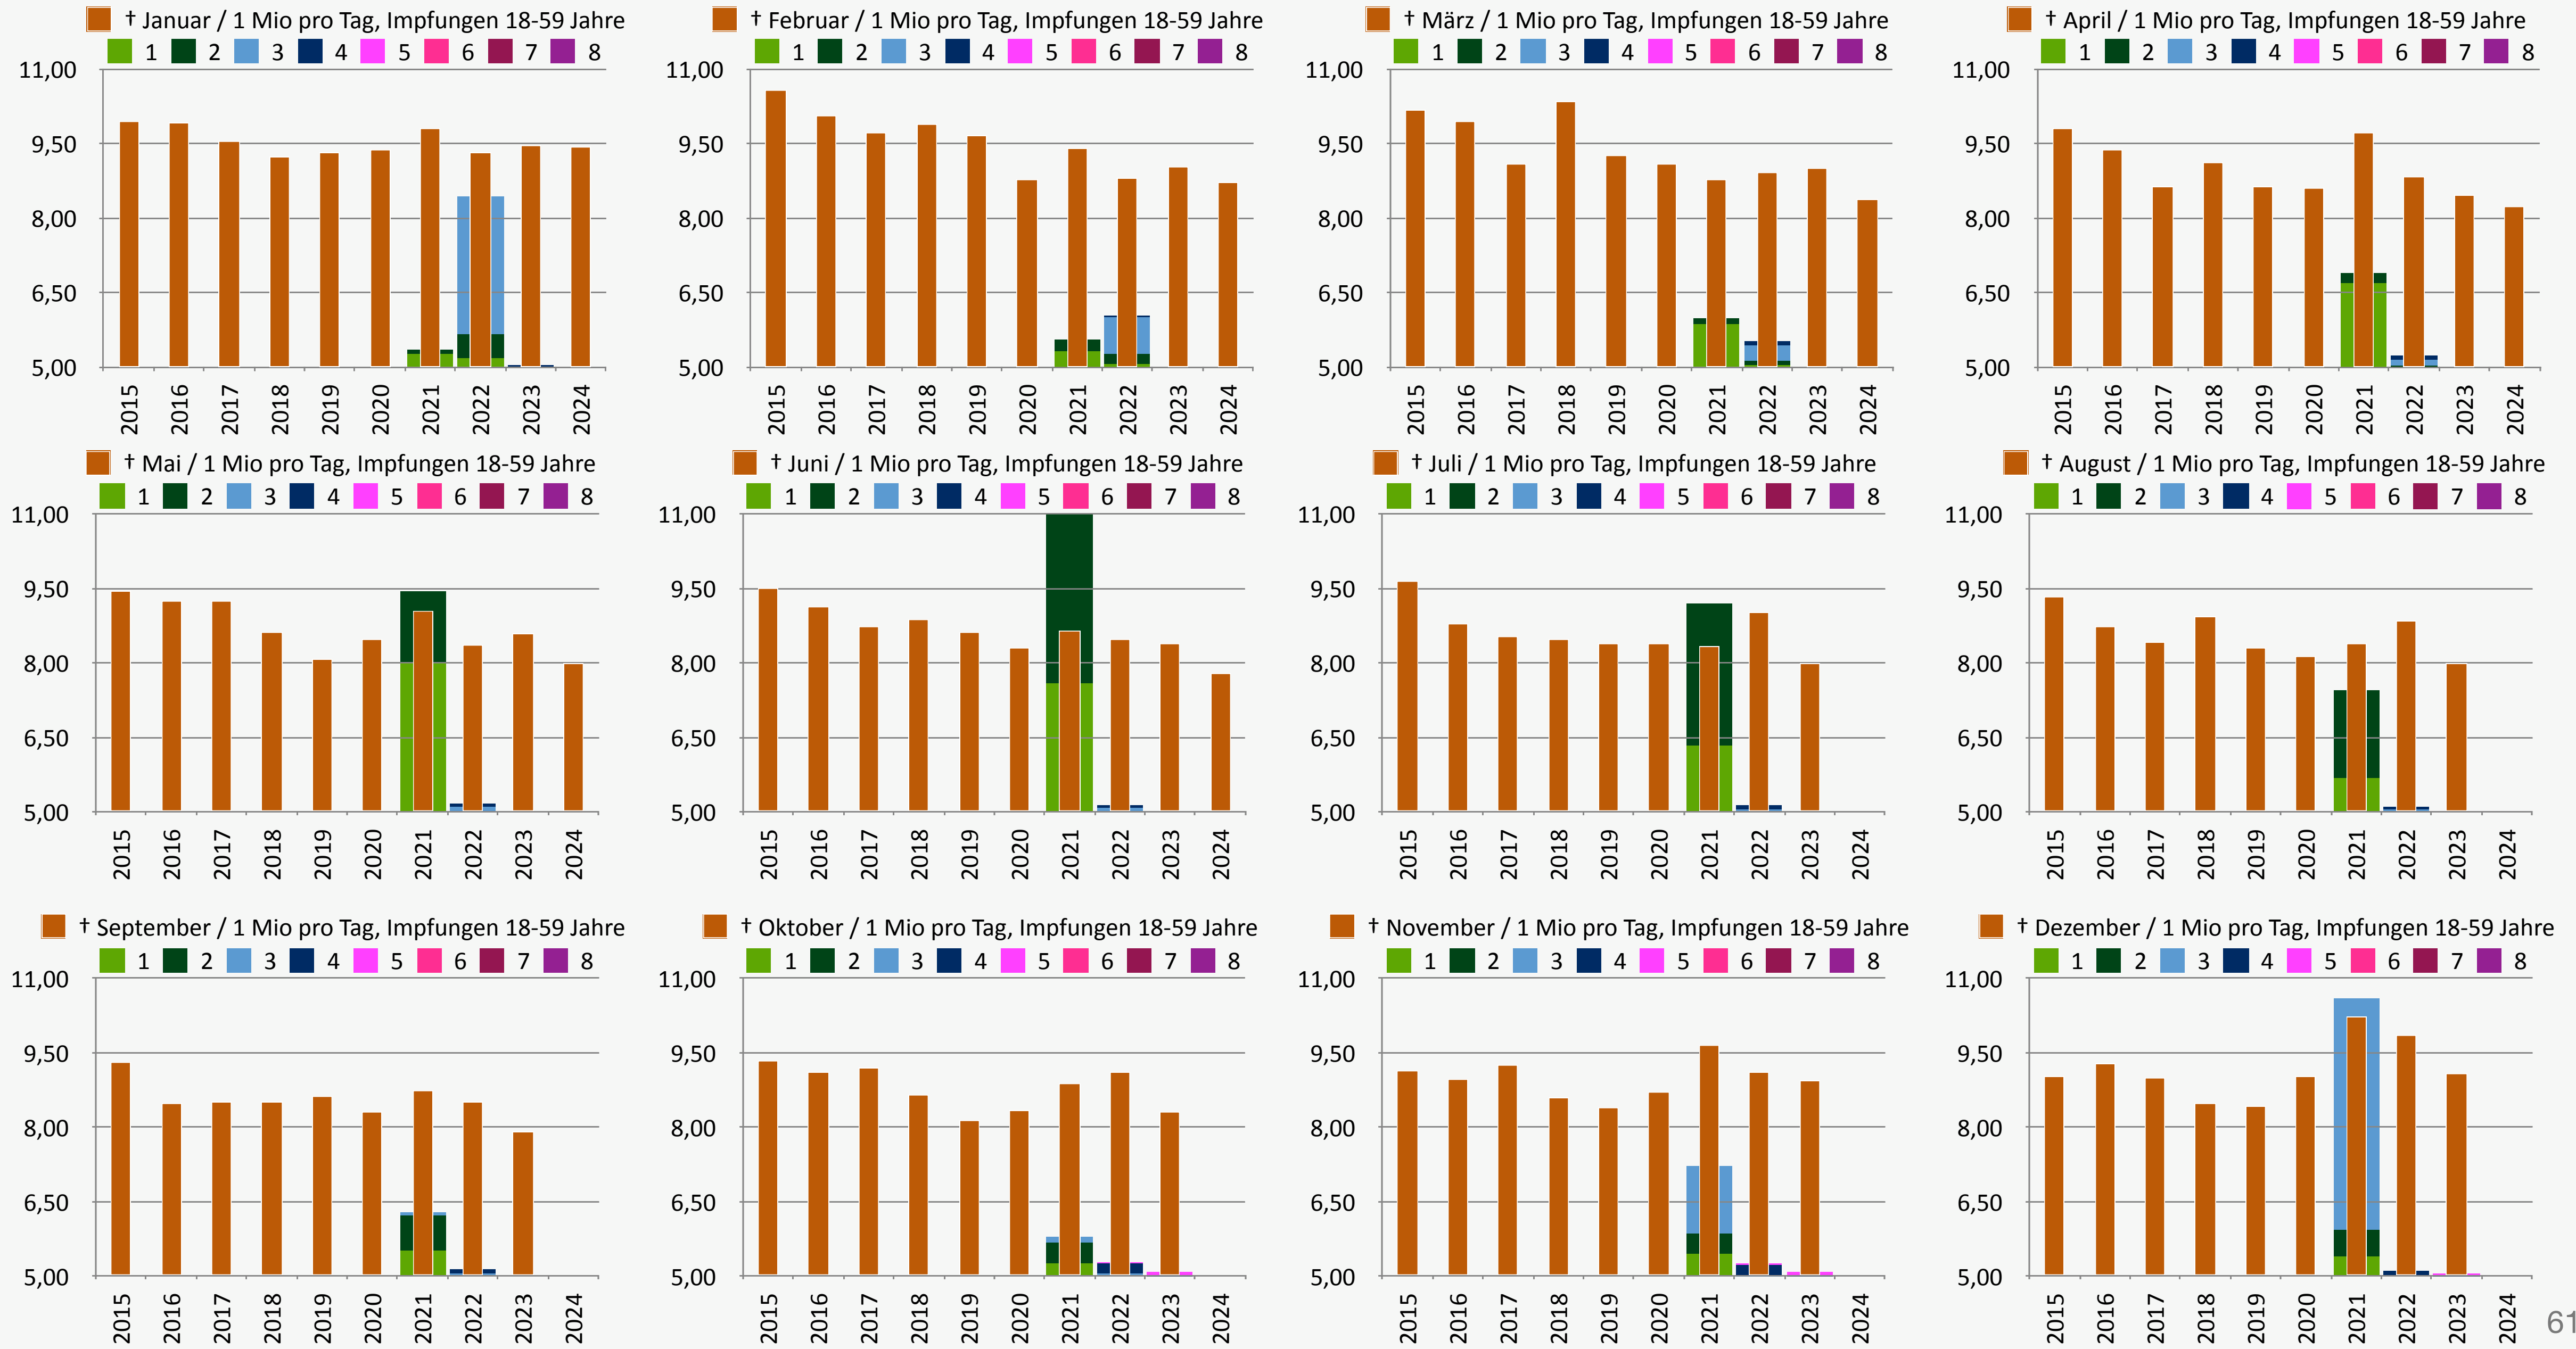 † Januar / 1 Mio pro Tag, Impfungen 18-59 Jahre
1 2 3 4 5 6 7 8
11,00
9,50
8,00
6,50
5,00
2015 2016 2017 2018 2019 2020 2021 2022 2023 2024
† Februar / 1 Mio pro Tag, Impfungen 18-59 Jahre
1 2 3 4 5 6 7 8
11,00
9,50
8,00
6,50
5,00
2015 2016 2017 2018 2019 2020 2021 2022 2023 2024
† März / 1 Mio pro Tag, Impfungen 18-59 Jahre
1 2 3 4 5 6 7 8
11,00
9,50
8,00
6,50
5,00
2015 2016 2017 2018 2019 2020 2021 2022 2023 2024
† April / 1 Mio pro Tag, Impfungen 18-59 Jahre
1 2 3 4 5 6 7 8
11,00
9,50
8,00
6,50
5,00
2015 2016 2017 2018 2019 2020 2021 2022 2023 2024
† Mai / 1 Mio pro Tag, Impfungen 18-59 Jahre
1 2 3 4 5 6 7 8
11,00
9,50
8,00
6,50
5,00
2015 2016 2017 2018 2019 2020 2021 2022 2023 2024
† Juni / 1 Mio pro Tag, Impfungen 18-59 Jahre
1 2 3 4 5 6 7 8
11,00
9,50
8,00
6,50
5,00
2015 2016 2017 2018 2019 2020 2021 2022 2023 2024
† Juli / 1 Mio pro Tag, Impfungen 18-59 Jahre
1 2 3 4 5 6 7 8
11,00
9,50
8,00
6,50
5,00
2015 2016 2017 2018 2019 2020 2021 2022 2023 2024
† August / 1 Mio pro Tag, Impfungen 18-59 Jahre
1 2 3 4 5 6 7 8
11,00
9,50
8,00
6,50
5,00
2015 2016 2017 2018 2019 2020 2021 2022 2023 2024
† September / 1 Mio pro Tag, Impfungen 18-59 Jahre
1 2 3 4 5 6 7 8
11,00
9,50
8,00
6,50
5,00
2015 2016 2017 2018 2019 2020 2021 2022 2023 2024
† Oktober / 1 Mio pro Tag, Impfungen 18-59 Jahre
1 2 3 4 5 6 7 8
11,00
9,50
8,00
6,50
5,00
2015 2016 2017 2018 2019 2020 2021 2022 2023 2024
† November / 1 Mio pro Tag, Impfungen 18-59 Jahre
1 2 3 4 5 6 7 8
11,00
9,50
8,00
6,50
5,00
2015 2016 2017 2018 2019 2020 2021 2022 2023 2024
† Dezember / 1 Mio pro Tag, Impfungen 18-59 Jahre
1 2 3 4 5 6 7 8
11,00
9,50
8,00
6,50
5,00
2015 2016 2017 2018 2019 2020 2021 2022 2023 2024
61